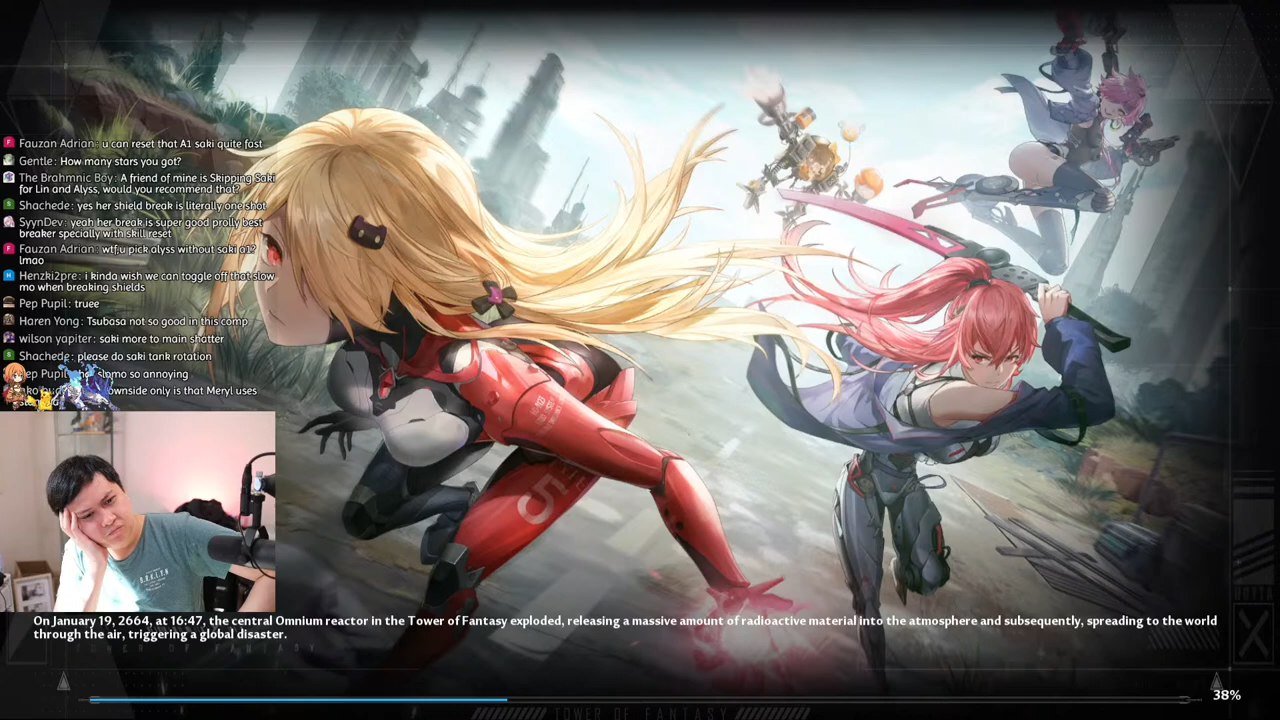 Fauzan Adrian: u can reset that A1 saki quite fast
Gentle: How many stars you got?
The Brahmnic Boy: A friend of mine is Skipping Saki
for Lin and Alyss, would you recommend that?
Shachede: yes her shield break is literally one shot
SyynDev: yeah her break is super good prolly best
breaker specially with skill reset
Fauzan Adrian: wtfu pick alyss without saki a1?
lmao
Henzki2pre: i kinda wish we can toggle off that slow
mo when breaking shields
Pep Pupil: truee
Haren Yong: Tsubasa not so good in this comp
wilson yapiter: saki more to main shatter
Shachede: please do saki tank rotation
ep Pupil slomo so annoying
ownside only is that Meryl uses
5
On January 19, 2664, at 16:47, the central Omnium reactor in the Tower of Fantasy exploded, releasing a massive amount of radioactive material into the atmosphere and subsequently, spreading to the world
through the air, triggering a global disaster.
38%
TOWER OF FANTASY